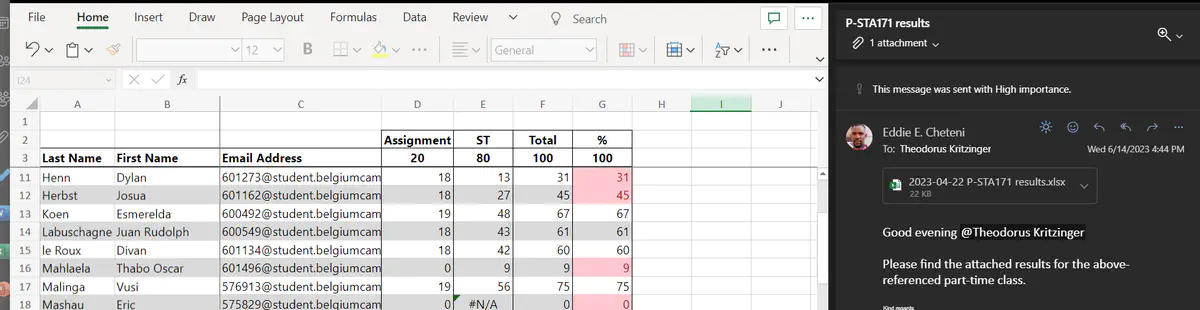 File Home Insert Draw Page Layout Formulas Data Review Search
12 B General
I24 fx
A B C D E F G H I J
1
2 Assignment ST Total %
3 Last Name First Name Email Address 20 80 100 100
11 Henn Dylan 601273@student.belgiumcam 18 13 31 31
12 Herbst Josua 601162@student.belgiumcam 18 27 45 45
13 Koen Esmerelda 600492@student.belgiumcam 19 48 67 67
14 Labuschagne Juan Rudolph 600549@student.belgiumcam 18 43 61 61
15 le Roux Divan 601134@student.belgiumcam 18 42 60 60
16 Mahlaela Thabo Oscar 601496@student.belgiumcam 0 9 9 9
17 Malinga Vusi 576913@student.belgiumcam 19 56 75 75
18 Mashau Eric 575829@student.belgiumcam 0 #N/A 0 0
P-STA171 results
1 attachment
This message was sent with High importance.
Eddie E. Cheteni
To: Theodorus Kritzinger Wed 6/14/2023 4:44 PM
2023-04-22 P-STA171 results.xlsx
22 KB
Good evening @Theodorus Kritzinger
Please find the attached results for the above-
referenced part-time class.
Kind regards